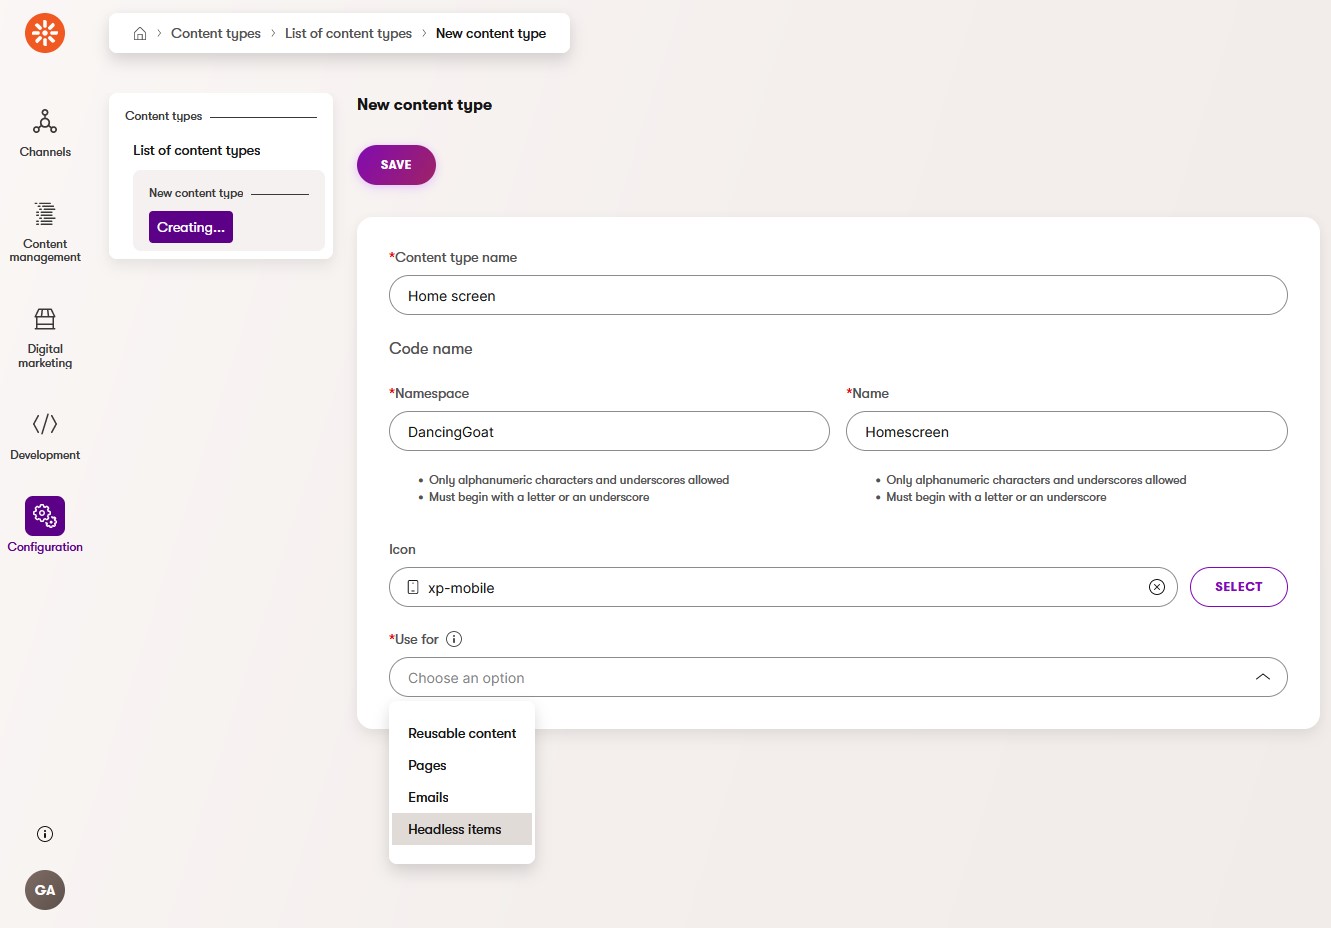 Content types
List of content types
New content type
Channels
Content
management
Digital
marketing
Development
Configuration
GA
Content types
List of content types
New content type
Creating...
New content type
SAVE
*Content type name
Home screen
Code name
*Namespace
*Name
DancingGoat
Homescreen
• Only alphanumeric characters and underscores allowed
• Must begin with a letter or an underscore
• Only alphanumeric characters and underscores allowed
• Must begin with a letter or an underscore
Icon
xp-mobile
SELECT
*Use for
Choose an option
Reusable content
Pages
Emails
Headless items